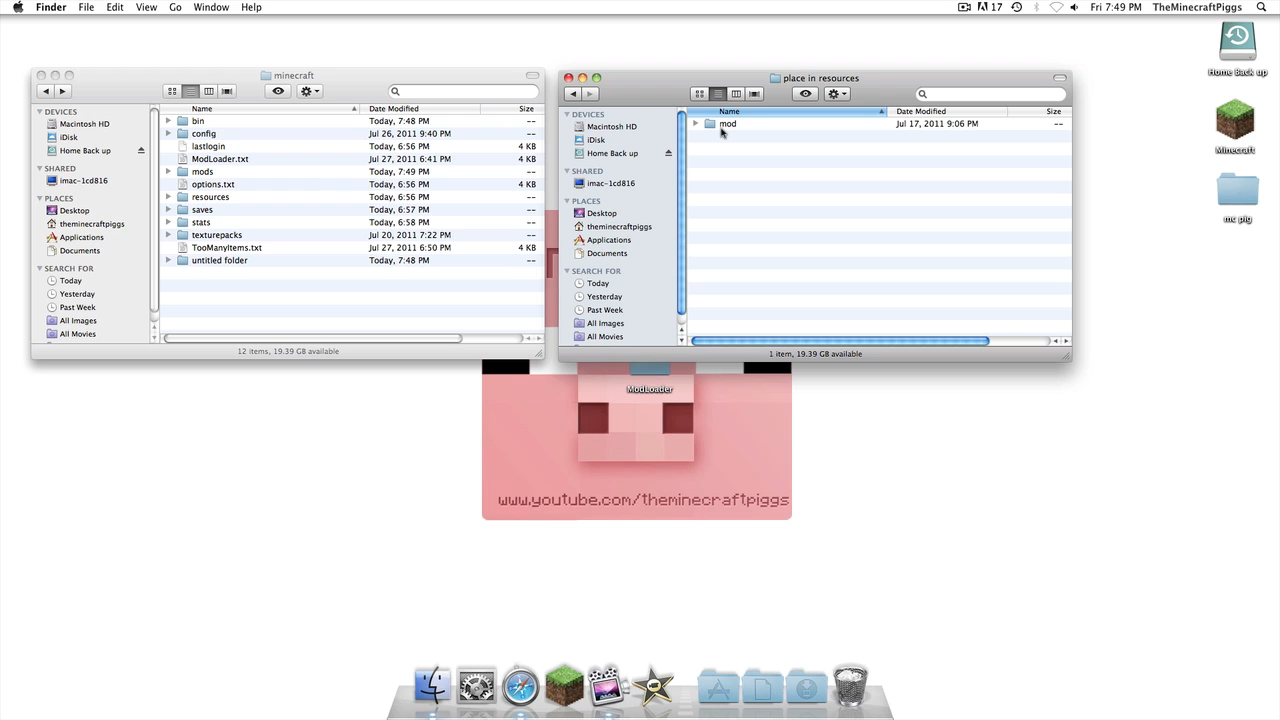 Finder File Edit View Go Window Help 17 Fri 7:49 PM TheMinecraftPiggs
minecraft
Name Date Modified Size
DEVICES
Macintosh HD
iDisk
Home Back up
SHARED
imac-1cd816
PLACES
Desktop
theminecraftpiggs
Applications
Documents
SEARCH FOR
Today
Yesterday
Past Week
All Images
All Movies
bin Today, 7:48 PM --
config Jul 26, 2011 9:40 PM --
lastlogin Today, 6:56 PM 4 KB
ModLoader.txt Jul 27, 2011 6:41 PM 4 KB
mods Today, 7:49 PM --
options.txt Today, 6:56 PM 4 KB
resources Today, 6:56 PM --
saves Today, 6:57 PM --
stats Today, 6:58 PM --
texturepacks Jul 20, 2011 7:22 PM --
TooManyItems.txt Jul 27, 2011 6:50 PM 4 KB
untitled folder Today, 7:48 PM --
12 items, 19.39 GB available
place in resources
Name Date Modified Size
DEVICES
Macintosh HD
iDisk
Home Back up
SHARED
imac-1cd816
PLACES
Desktop
theminecraftpiggs
Applications
Documents
SEARCH FOR
Today
Yesterday
Past Week
All Images
All Movies
mod Jul 17, 2011 9:06 PM --
1 item, 19.39 GB available
Home Back up
Minecraft
mc pig
ModLoader
www.youtube.com/theminecraftpiggs